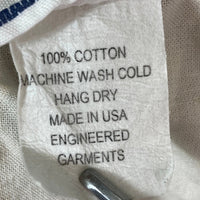 100% COTTON
MACHINE WASH COLD
HANG DRY
MADE IN USA
ENGINEERED
GARMENTS